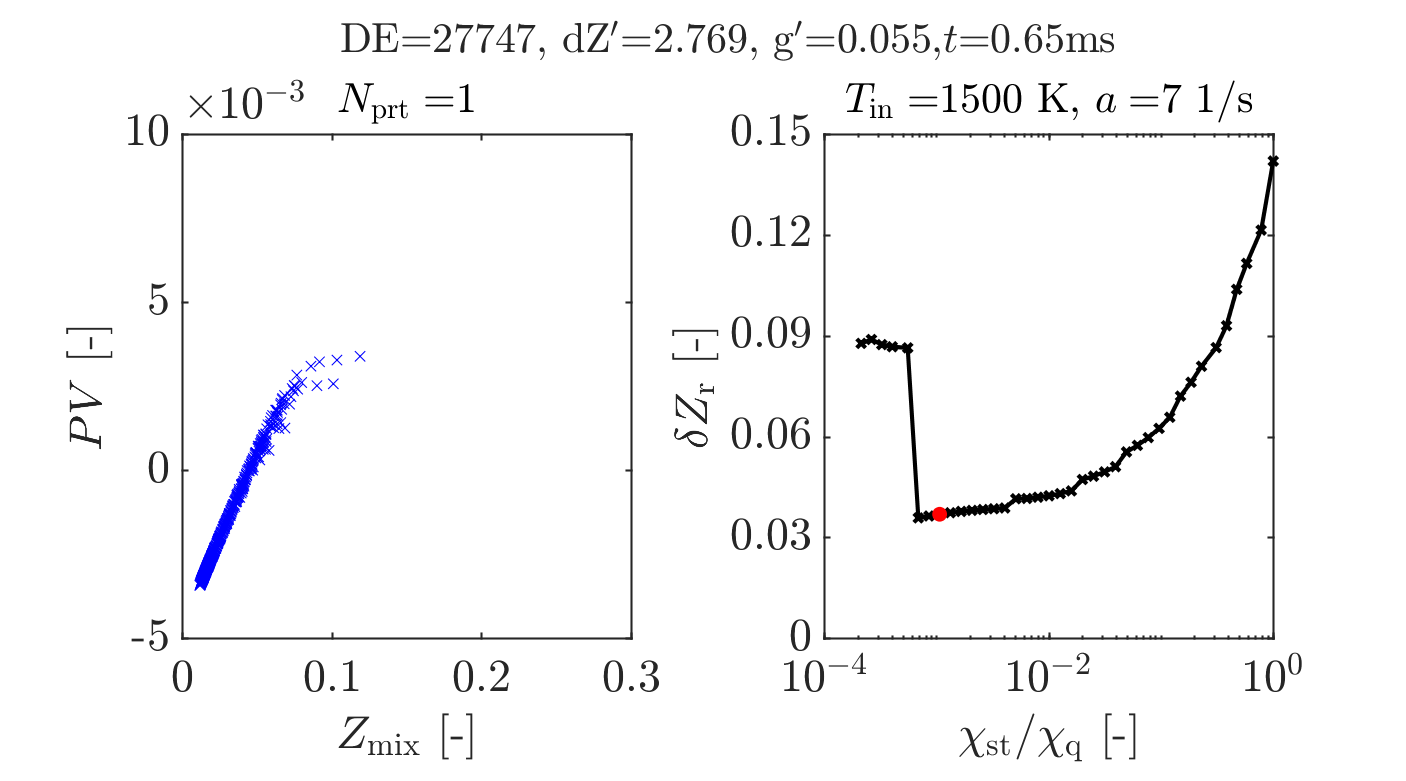 DE=27747, dZ′=2.769, g′=0.055,t=0.65ms
×10⁻³ N_prt =1
10
5
0
-5
0 0.1 0.2 0.3
PV [-]
Z_mix [-]
T_in =1500 K, a =7 1/s
0.15
0.12
0.09
0.06
0.03
0
10⁻⁴ 10⁻² 10⁰
δZ_r [-]
χ_st/χ_q [-]